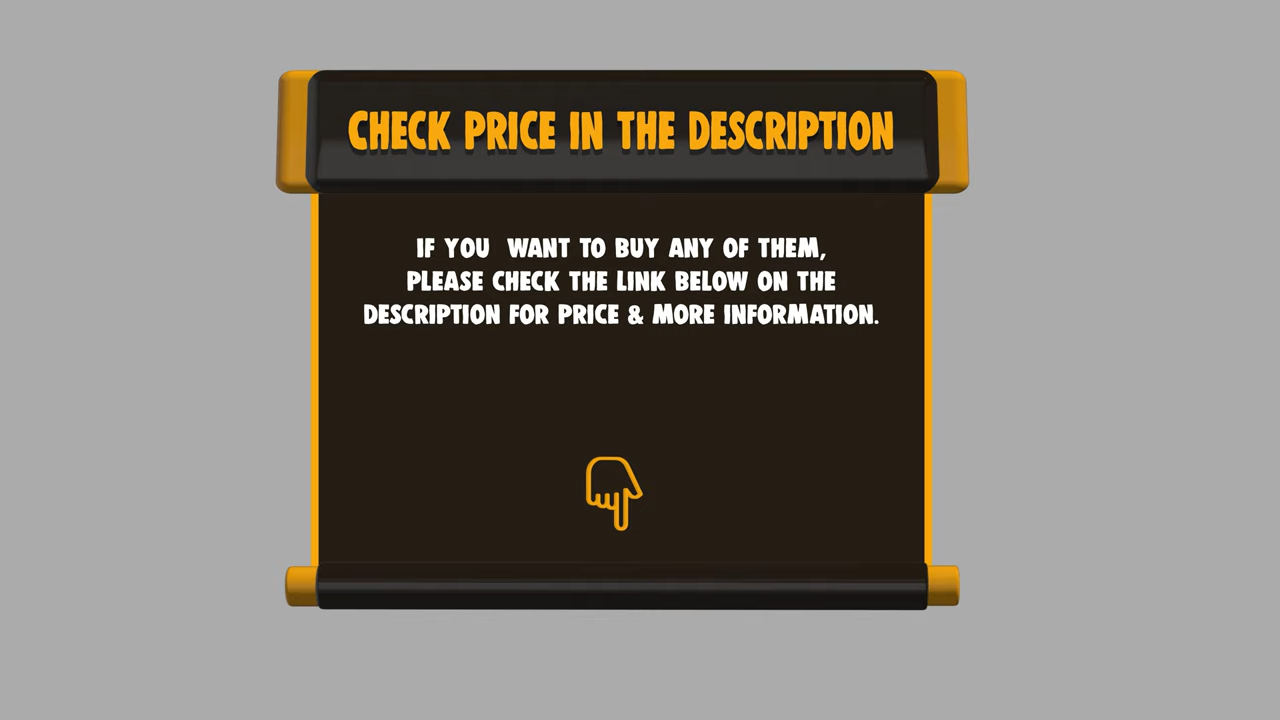 CHECK PRICE IN THE DESCRIPTION
IF YOU  WANT TO BUY ANY OF THEM,
PLEASE CHECK THE LINK BELOW ON THE
DESCRIPTION FOR PRICE & MORE INFORMATION.